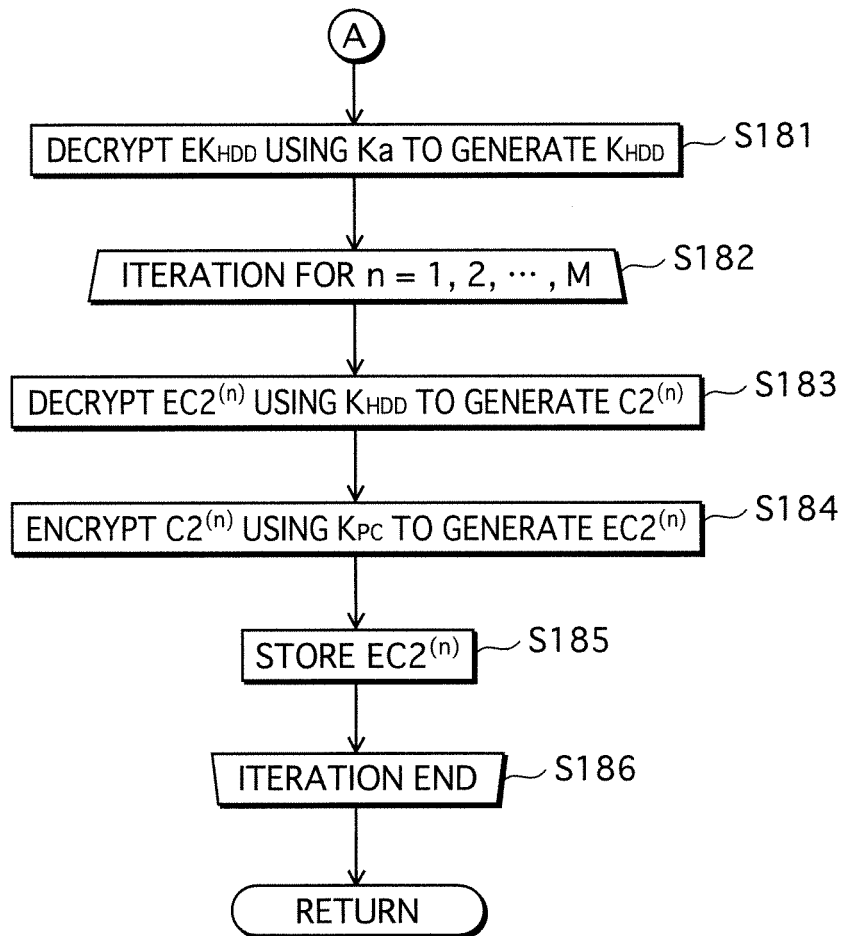 A
DECRYPT EKHDD USING Ka TO GENERATE KHDD
S181
ITERATION FOR n = 1, 2, ⋯ , M
S182
DECRYPT EC2(n) USING KHDD TO GENERATE C2(n)
S183
ENCRYPT C2(n) USING KPC TO GENERATE EC2(n)
S184
STORE EC2(n)
S185
ITERATION END
S186
RETURN